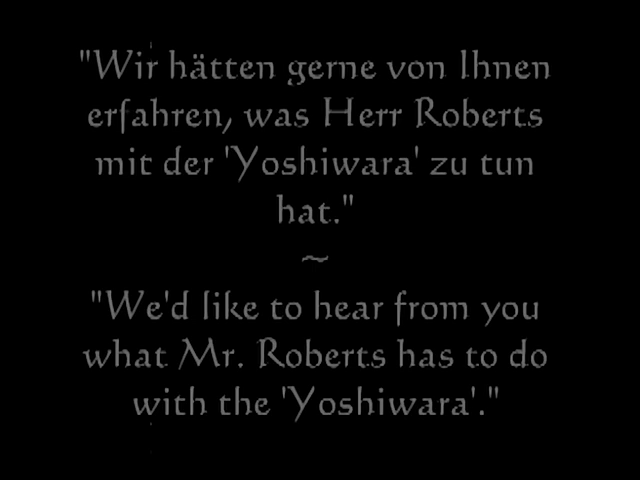 "Wir hätten gerne von Ihnen
erfahren, was Herr Roberts
mit der 'Yoshiwara' zu tun
hat."
~
"We'd like to hear from you
what Mr. Roberts has to do
with the 'Yoshiwara'."